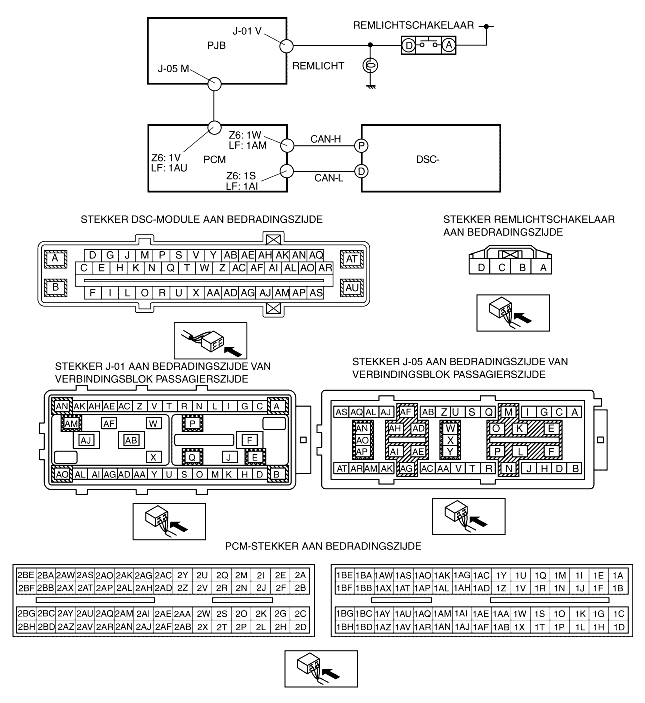 REMLICHTSCHAKELAAR
J-01 V
PJB
D A
REMLICHT
J-05 M
Z6: 1W
LF: 1AM
CAN-H
P
Z6: 1V
LF: 1AU
PCM
DSC-
Z6: 1S
LF: 1AI
CAN-L
D
STEKKER DSC-MODULE AAN BEDRADINGSZIJDE
STEKKER REMLICHTSCHAKELAAR
AAN BEDRADINGSZIJDE
A D G J M P S V Y AB AE AH AK AN AQ AT
C E H K N Q T W Z AC AF AI AL AO AR
B F I L O R U X AA AD AG AJ AM AP AS AU
D C B A
STEKKER J-01 AAN BEDRADINGSZIJDE VAN
VERBINDINGSBLOK PASSAGIERSZIJDE
STEKKER J-05 AAN BEDRADINGSZIJDE VAN
VERBINDINGSBLOK PASSAGIERSZIJDE
AN AK AH AE AC Z V T R N L I G C A
AM AF W P
AJ AB F
X Q J E
AO AL AI AG AD AA Y U S O M K H D B
AS AQ AL AJ AF AB Z U S Q M I G C A
AN AH AD W O K E
AO X
AP AI AE Y P L F
AT AR AM AK AG AC AA V T R N J H D B
PCM-STEKKER AAN BEDRADINGSZIJDE
2BE 2BA 2AW 2AS 2AO 2AK 2AG 2AC 2Y 2U 2Q 2M 2I 2E 2A
2BF 2BB 2AX 2AT 2AP 2AL 2AH 2AD 2Z 2V 2R 2N 2J 2F 2B
2BG 2BC 2AY 2AU 2AQ 2AM 2AI 2AE 2AA 2W 2S 2O 2K 2G 2C
2BH 2BD 2AZ 2AV 2AR 2AN 2AJ 2AF 2AB 2X 2T 2P 2L 2H 2D
1BE 1BA 1AW 1AS 1AO 1AK 1AG 1AC 1Y 1U 1Q 1M 1I 1E 1A
1BF 1BB 1AX 1AT 1AP 1AL 1AH 1AD 1Z 1V 1R 1N 1J 1F 1B
1BG 1BC 1AY 1AU 1AQ 1AM 1AI 1AE 1AA 1W 1S 1O 1K 1G 1C
1BH 1BD 1AZ 1AV 1AR 1AN 1AJ 1AF 1AB 1X 1T 1P 1L 1H 1D